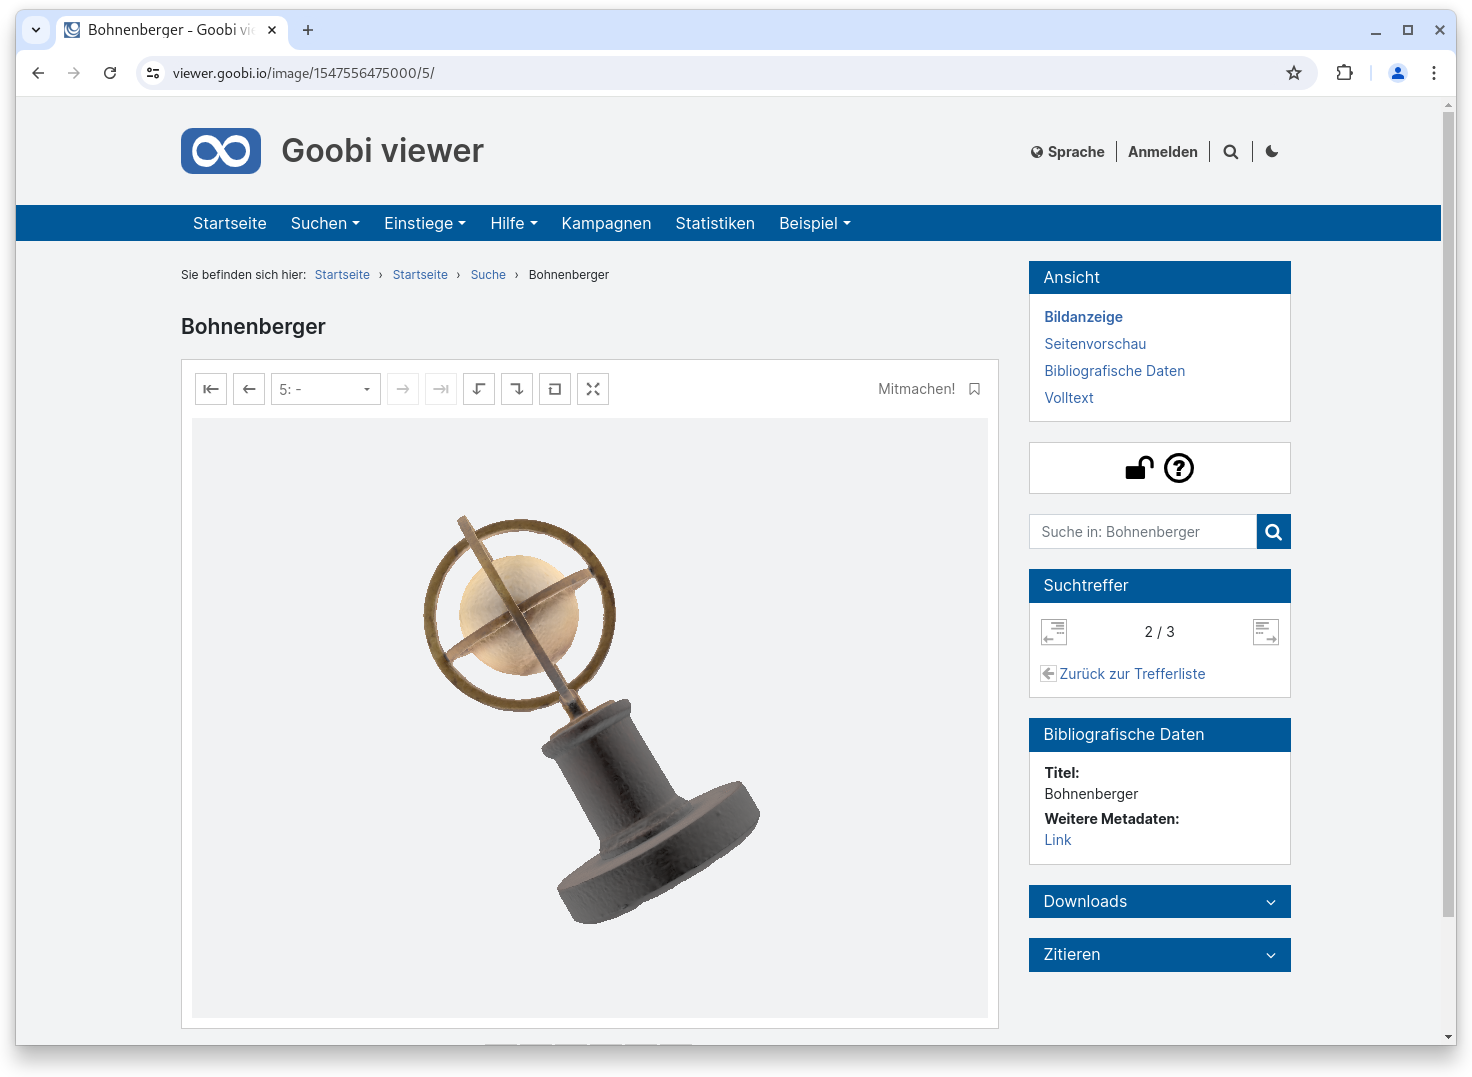 Bohnenberger - Goobi vi
viewer.goobi.io/image/1547556475000/5/
Goobi viewer
Sprache
Anmelden
Startseite
Suchen
Einstiege
Hilfe
Kampagnen
Statistiken
Beispiel
Sie befinden sich hier: Startseite › Startseite › Suche › Bohnenberger
Bohnenberger
5: -
Mitmachen!
Ansicht
Bildanzeige
Seitenvorschau
Bibliografische Daten
Volltext
Suche in: Bohnenberger
Suchtreffer
2 / 3
Zurück zur Trefferliste
Bibliografische Daten
Titel:
Bohnenberger
Weitere Metadaten:
Link
Downloads
Zitieren